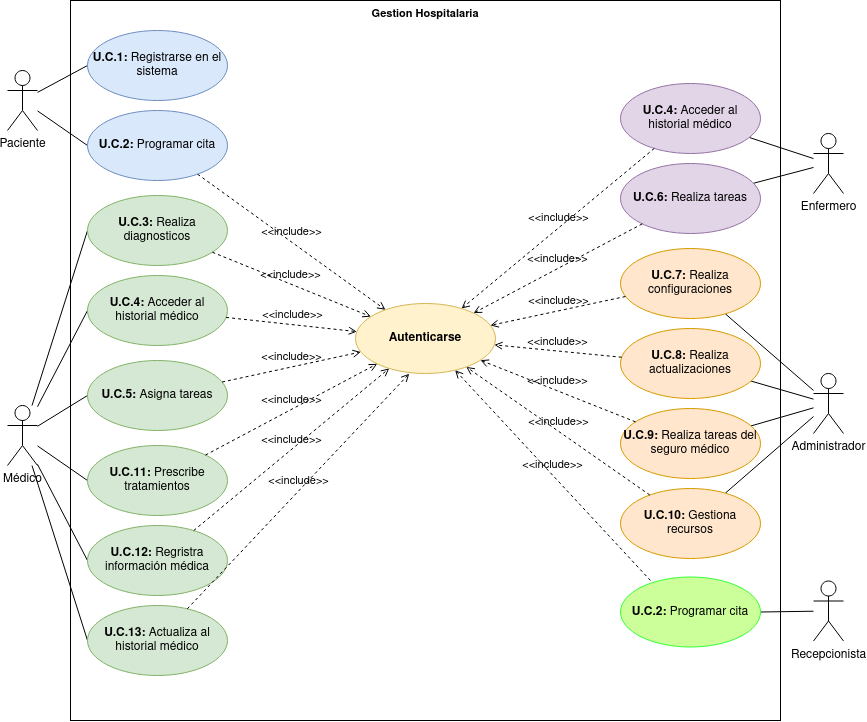 Gestion Hospitalaria
U.C.1: Registrarse en el
sistema
Paciente
U.C.2: Programar cita
U.C.3: Realiza
diagnosticos
U.C.4: Acceder al
historial médico
U.C.5: Asigna tareas
Médico
U.C.11: Prescribe
tratamientos
U.C.12: Regristra
información médica
U.C.13: Actualiza al
historial médico
<<include>>
<<include>>
<<include>>
<<include>>
<<include>>
<<include>>
<<include>>
Autenticarse
<<include>>
<<include>>
<<include>>
<<include>>
<<include>>
<<include>>
<<include>>
U.C.4: Acceder al
historial médico
U.C.6: Realiza tareas
Enfermero
U.C.7: Realiza
configuraciones
U.C.8: Realiza
actualizaciones
U.C.9: Realiza tareas del
seguro médico
Administrador
U.C.10: Gestiona
recursos
U.C.2: Programar cita
Recepcionista